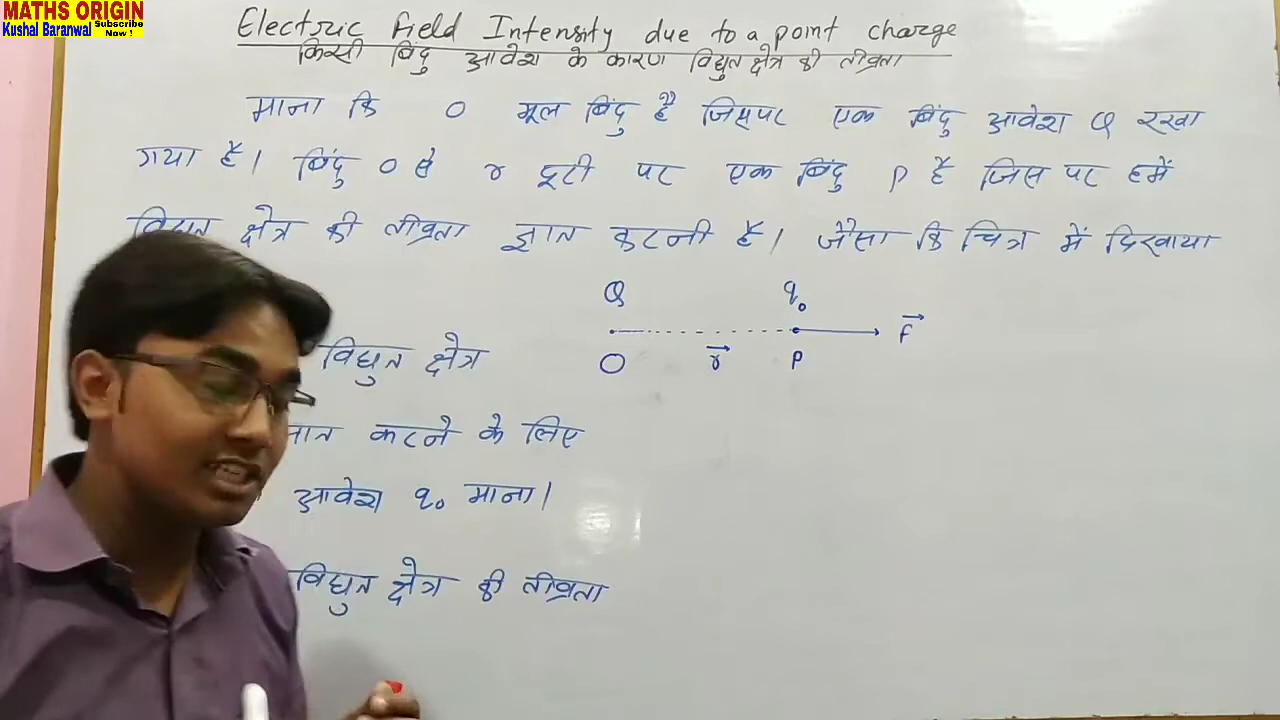 MATHS ORIGIN
Kushal Baranwal Subscribe Now !
Electric Field Intensity due to a point charge
किसी बिंदु आवेश के कारण विद्युत क्षेत्र की तीव्रता
माना कि O मूल बिंदु है जिसपर एक बिंदु आवेश Q रखा
गया है। बिंदु O से r दूरी पर एक बिंदु P है जिस पर हमें
विद्युत क्षेत्र की तीव्रता ज्ञात करनी है। जैसा कि चित्र में दिखाया
Q q₀
F⃗
O r⃗ P
विद्युत क्षेत्र
करने के लिए
आवेश q₀ माना।
विद्युत क्षेत्र की तीव्रता